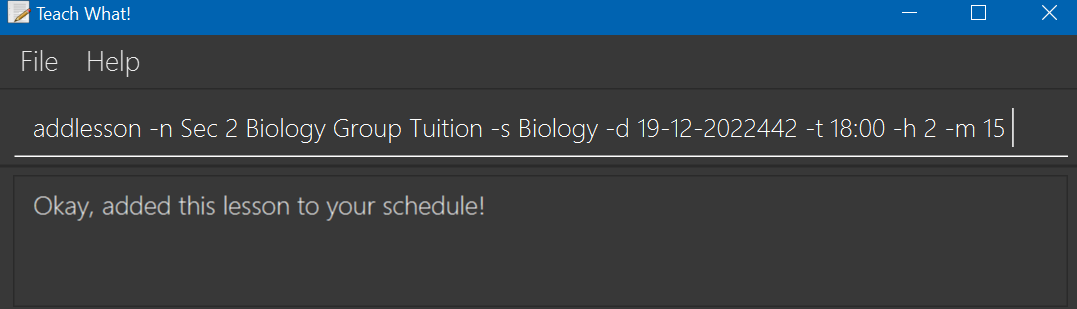 Teach What!
File Help
addlesson -n Sec 2 Biology Group Tuition -s Biology -d 19-12-2022442 -t 18:00 -h 2 -m 15
Okay, added this lesson to your schedule!